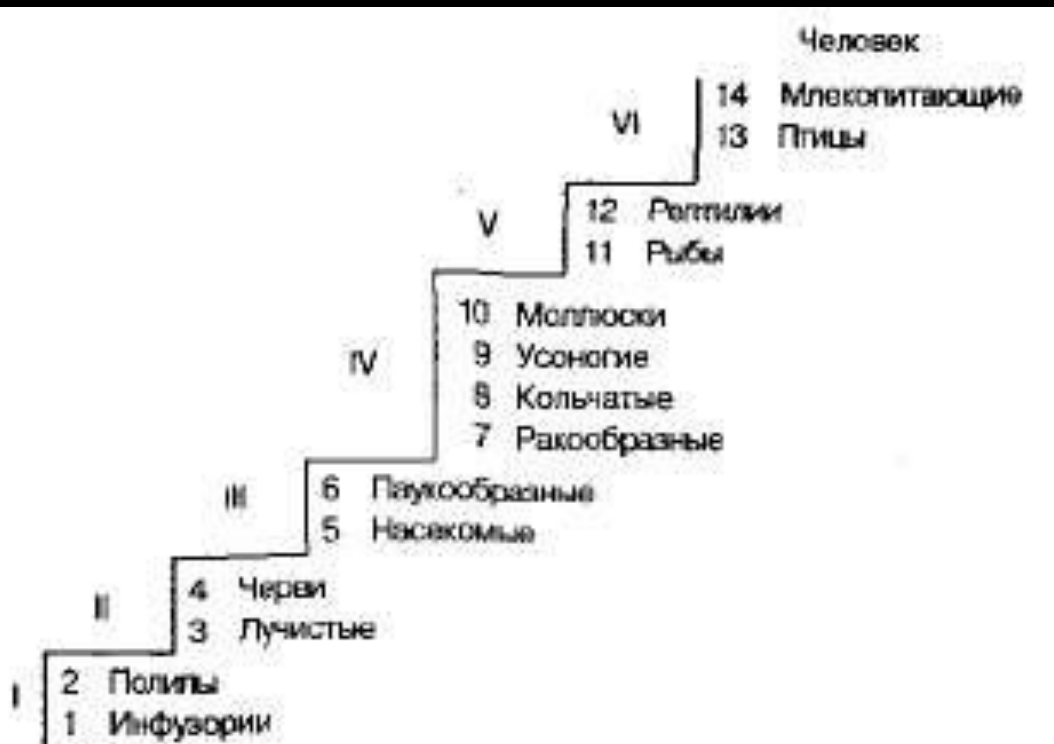 Человек
14 Млекопитающие
VI
13 Птицы
12 Рептилии
V
11 Рыбы
10 Моллюски
IV
9 Усоногие
8 Кольчатые
7 Ракообразные
6 Паукообразные
III
5 Насекомые
4 Черви
II
3 Лучистые
2 Полипы
I
1 Инфузории